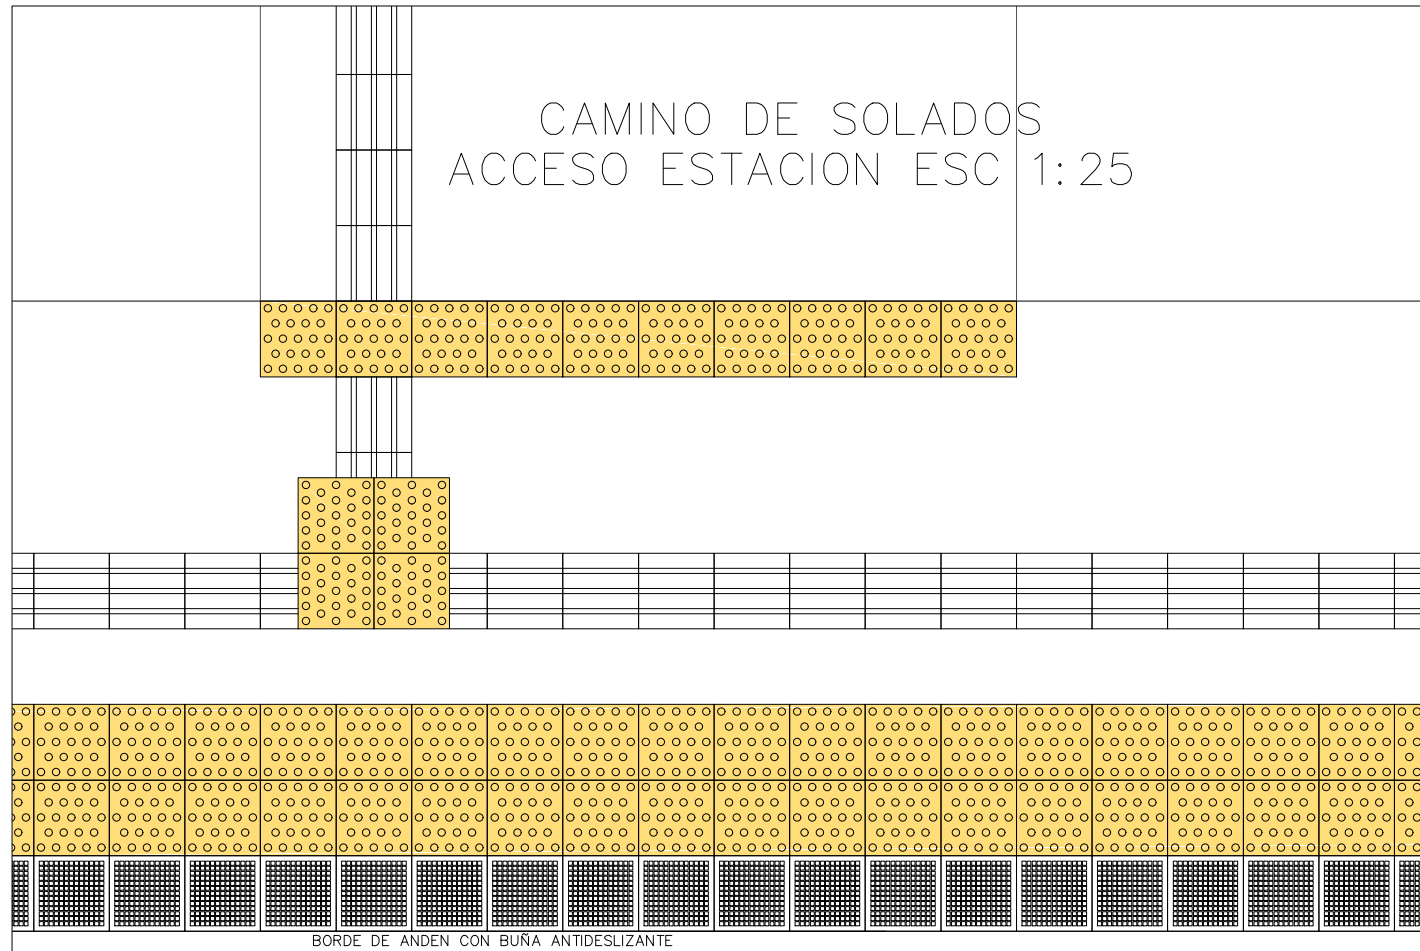 CAMINO DE SOLADOS
ACCESO ESTACION ESC 1:25
BORDE DE ANDEN CON BUÑA ANTIDESLIZANTE